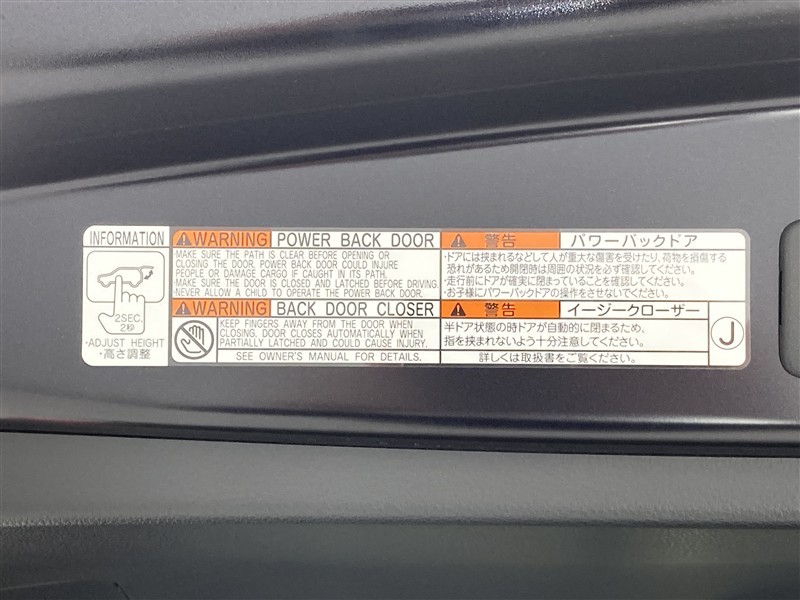 INFORMATION
2SEC.
2秒
·ADJUST HEIGHT
·高さ調整
WARNING POWER BACK DOOR
MAKE SURE THE PATH IS CLEAR BEFORE OPENING OR
CLOSING THE DOOR. POWER BACK DOOR COULD INJURE
PEOPLE OR DAMAGE CARGO IF CAUGHT IN ITS PATH.
MAKE SURE THE DOOR IS CLOSED AND LATCHED BEFORE DRIVING.
NEVER ALLOW A CHILD TO OPERATE THE POWER BACK DOOR.
WARNING BACK DOOR CLOSER
KEEP FINGERS AWAY FROM THE DOOR WHEN
CLOSING. DOOR CLOSES AUTOMATICALLY WHEN
PARTIALLY LATCHED AND COULD CAUSE INJURY.
SEE OWNER'S MANUAL FOR DETAILS.
警告 パワーバックドア
·ドアには挟まれるなどして人が重大な傷害を受けたり、荷物を損傷する
恐れがあるため開閉時は周囲の状況を必ず確認してください。
·走行前にドアが確実に閉まっていることを確認してください。
·お子様にパワーバックドアの操作をさせないでください。
警告 イージークローザー
半ドア状態の時ドアが自動的に閉まるため、
指を挟まれないよう十分注意してください。
詳しくは取扱書をご覧ください。
J